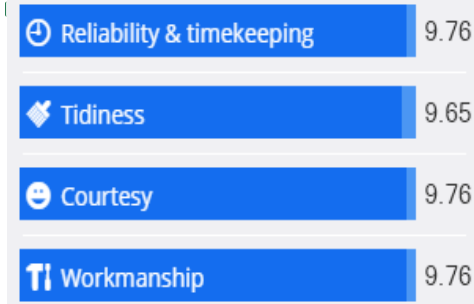 Reliability & timekeeping 9.76
Tidiness 9.65
Courtesy 9.76
Workmanship 9.76